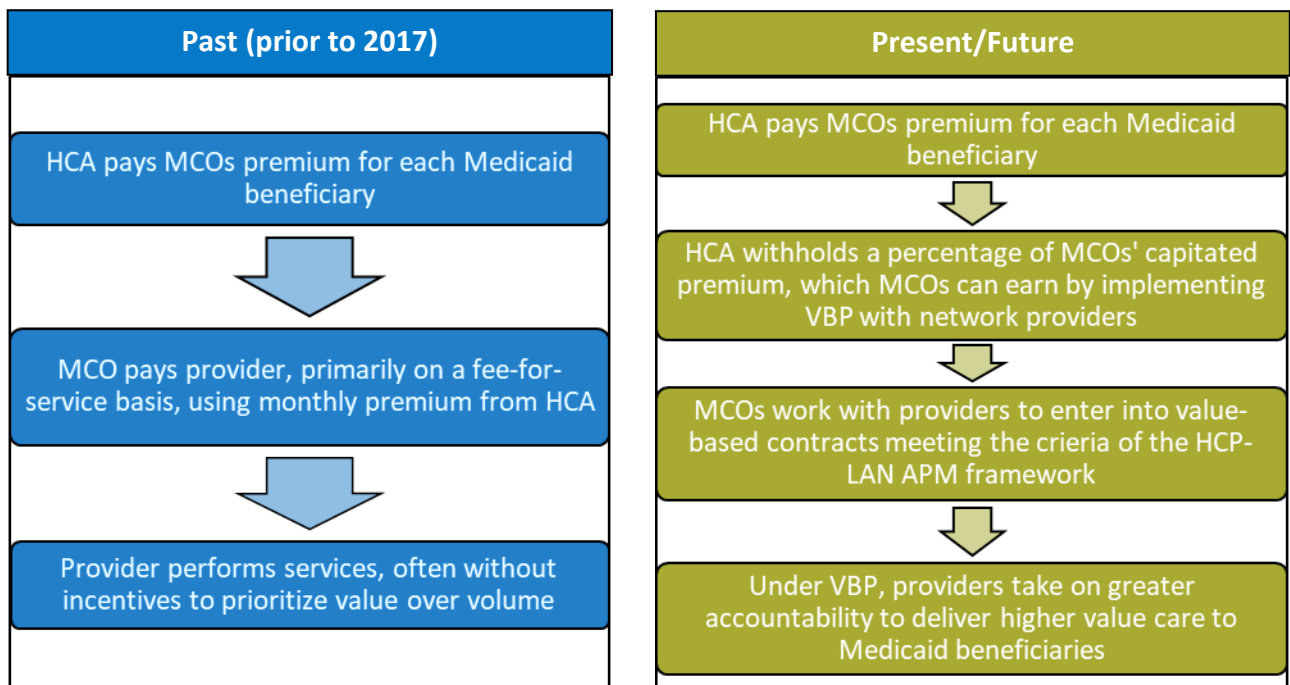 Past (prior to 2017)
HCA pays MCOs premium for each Medicaid
beneficiary
MCO pays provider, primarily on a fee-for-
service basis, using monthly premium from HCA
Provider performs services, often without
incentives to prioritize value over volume
Present/Future
HCA pays MCOs premium for each Medicaid
beneficiary
HCA withholds a percentage of MCOs' capitated
premium, which MCOs can earn by implementing
VBP with network providers
MCOs work with providers to enter into value-
based contracts meeting the crieria of the HCP-
LAN APM framework
Under VBP, providers take on greater
accountability to deliver higher value care to
Medicaid beneficiaries